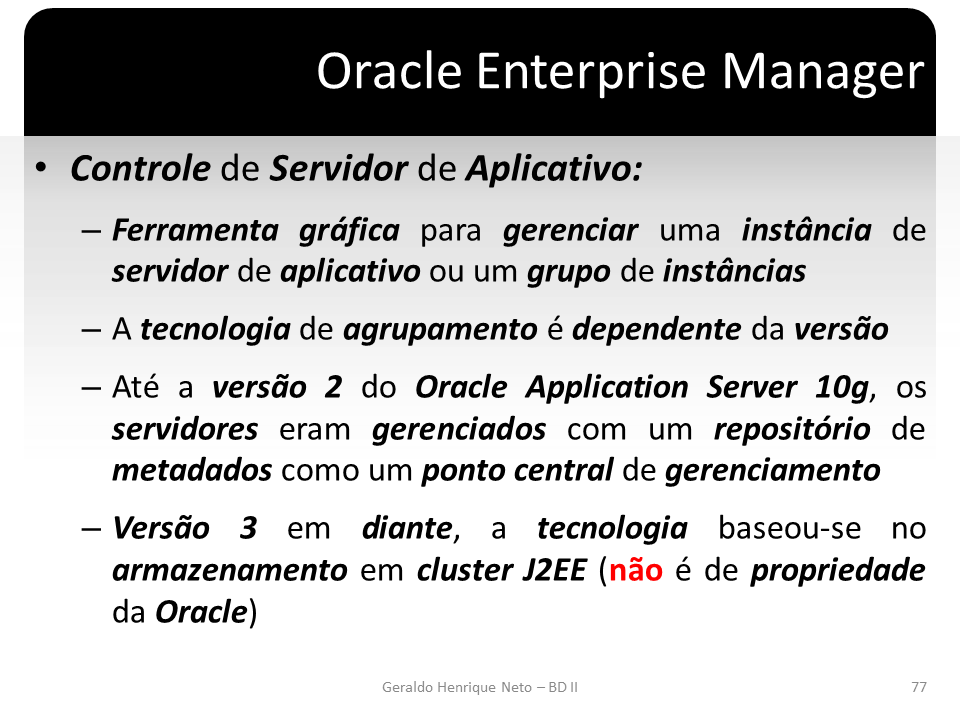 Oracle Enterprise Manager
• Controle de Servidor de Aplicativo:
– Ferramenta gráfica para gerenciar uma instância de
servidor de aplicativo ou um grupo de instâncias
– A tecnologia de agrupamento é dependente da versão
– Até a versão 2 do Oracle Application Server 10g, os
servidores eram gerenciados com um repositório de
metadados como um ponto central de gerenciamento
– Versão 3 em diante, a tecnologia baseou-se no
armazenamento em cluster J2EE (não é de propriedade
da Oracle)
Geraldo Henrique Neto – BD II
77